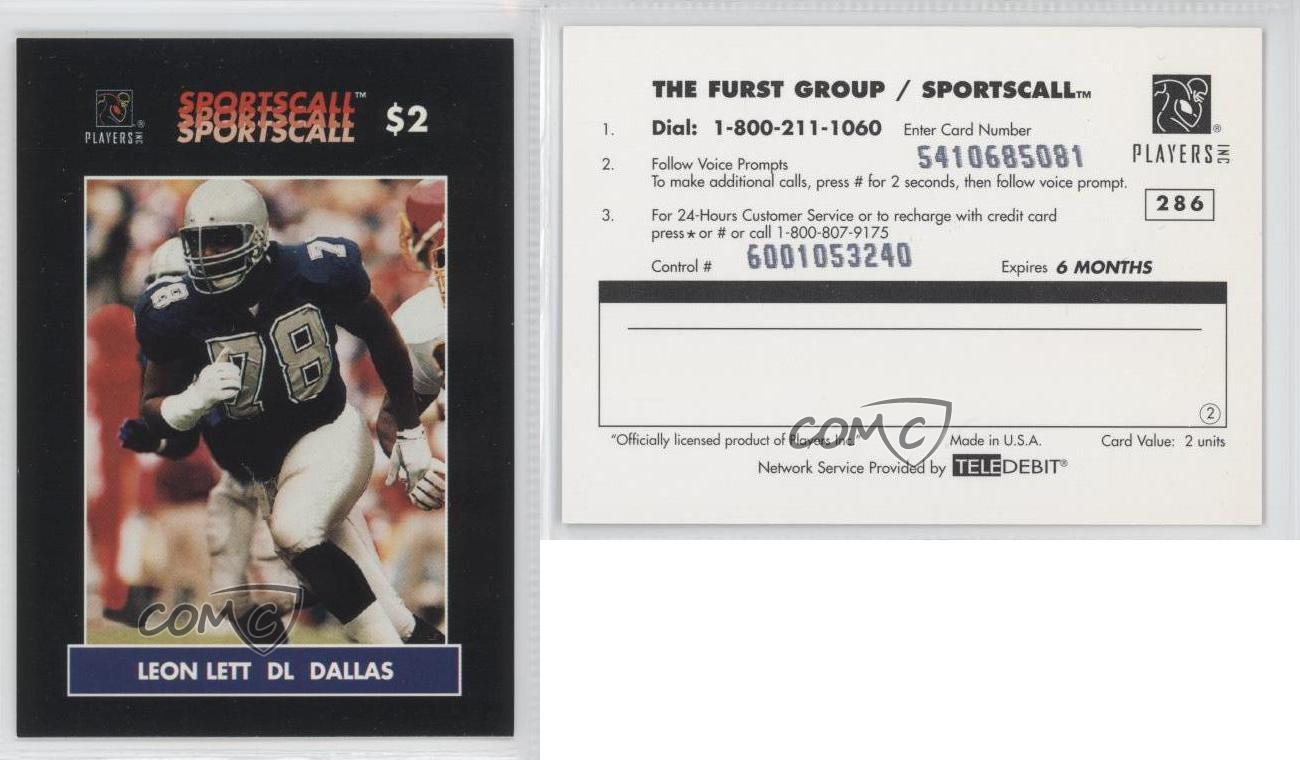 SPORTSCALL™
SPORTSCALL
SPORTSCALL
$2
PLAYERS INC ®
78
78
78
COMC
LEON LETT DL DALLAS
THE FURST GROUP / SPORTSCALL™
1. Dial: 1-800-211-1060 Enter Card Number
5410685081
2. Follow Voice Prompts
To make additional calls, press # for 2 seconds, then follow voice prompt.
3. For 24-Hours Customer Service or to recharge with credit card
press ★ or # or call 1-800-807-9175
Control # 6001053240 Expires 6 MONTHS
®
PLAYERS INC
286
2
COMC
"Officially licensed product of Players Inc." Made in U.S.A. Card Value: 2 units
Network Service Provided by TELEDEBIT®